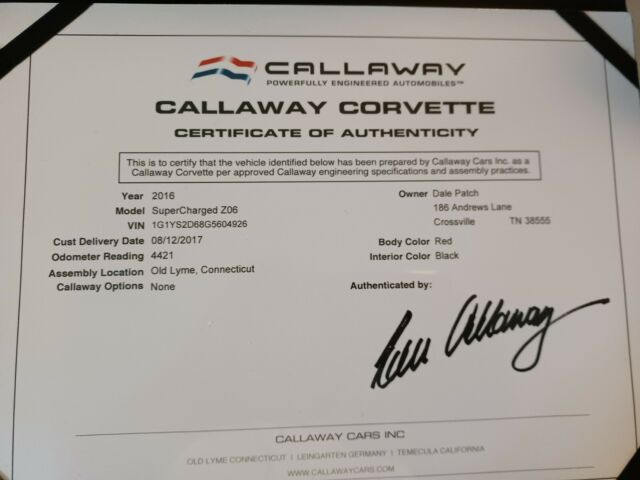 CALLAWAY
POWERFULLY ENGINEERED AUTOMOBILES™
CALLAWAY CORVETTE
CERTIFICATE OF AUTHENTICITY
This is to certify that the vehicle identified below has been prepared by Callaway Cars Inc. as a
Callaway Corvette per approved Callaway engineering specifications and assembly practices.
Year 2016
Model SuperCharged Z06
VIN 1G1YS2D68G5604926
Cust Delivery Date 08/12/2017
Odometer Reading 4421
Assembly Location Old Lyme, Connecticut
Callaway Options None
Owner Dale Patch
186 Andrews Lane
Crossville TN 38555
Body Color Red
Interior Color Black
Authenticated by:
Callaway
CALLAWAY CARS INC
OLD LYME CONNECTICUT | LEINGARTEN GERMANY | TEMECULA CALIFORNIA
WWW.CALLAWAYCARS.COM